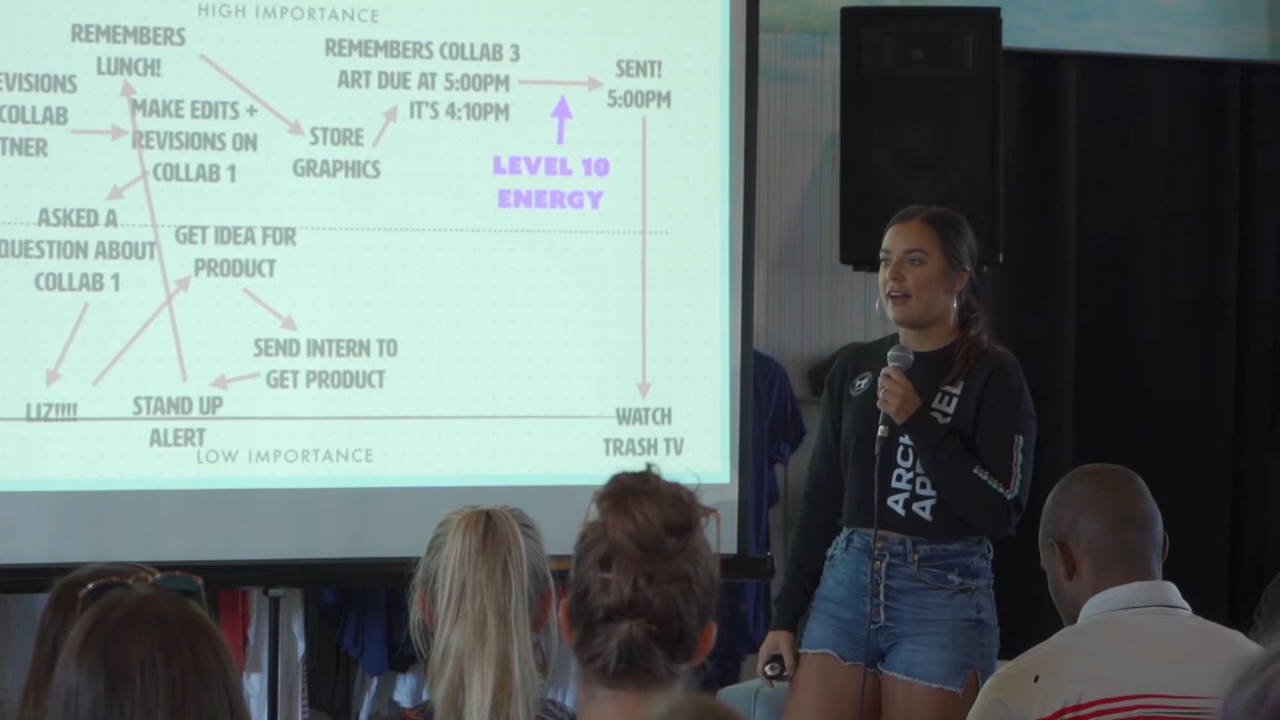 HIGH IMPORTANCE
REMEMBERS
LUNCH!
REMEMBERS COLLAB 3
ART DUE AT 5:00PM
IT'S 4:10PM
SENT!
5:00PM
EVISIONS
COLLAB
TNER
MAKE EDITS +
REVISIONS ON
COLLAB 1
STORE
GRAPHICS
LEVEL 10
ENERGY
ASKED A
QUESTION ABOUT
COLLAB 1
GET IDEA FOR
PRODUCT
SEND INTERN TO
GET PRODUCT
LIZ!!!!
STAND UP
ALERT
WATCH
TRASH TV
LOW IMPORTANCE